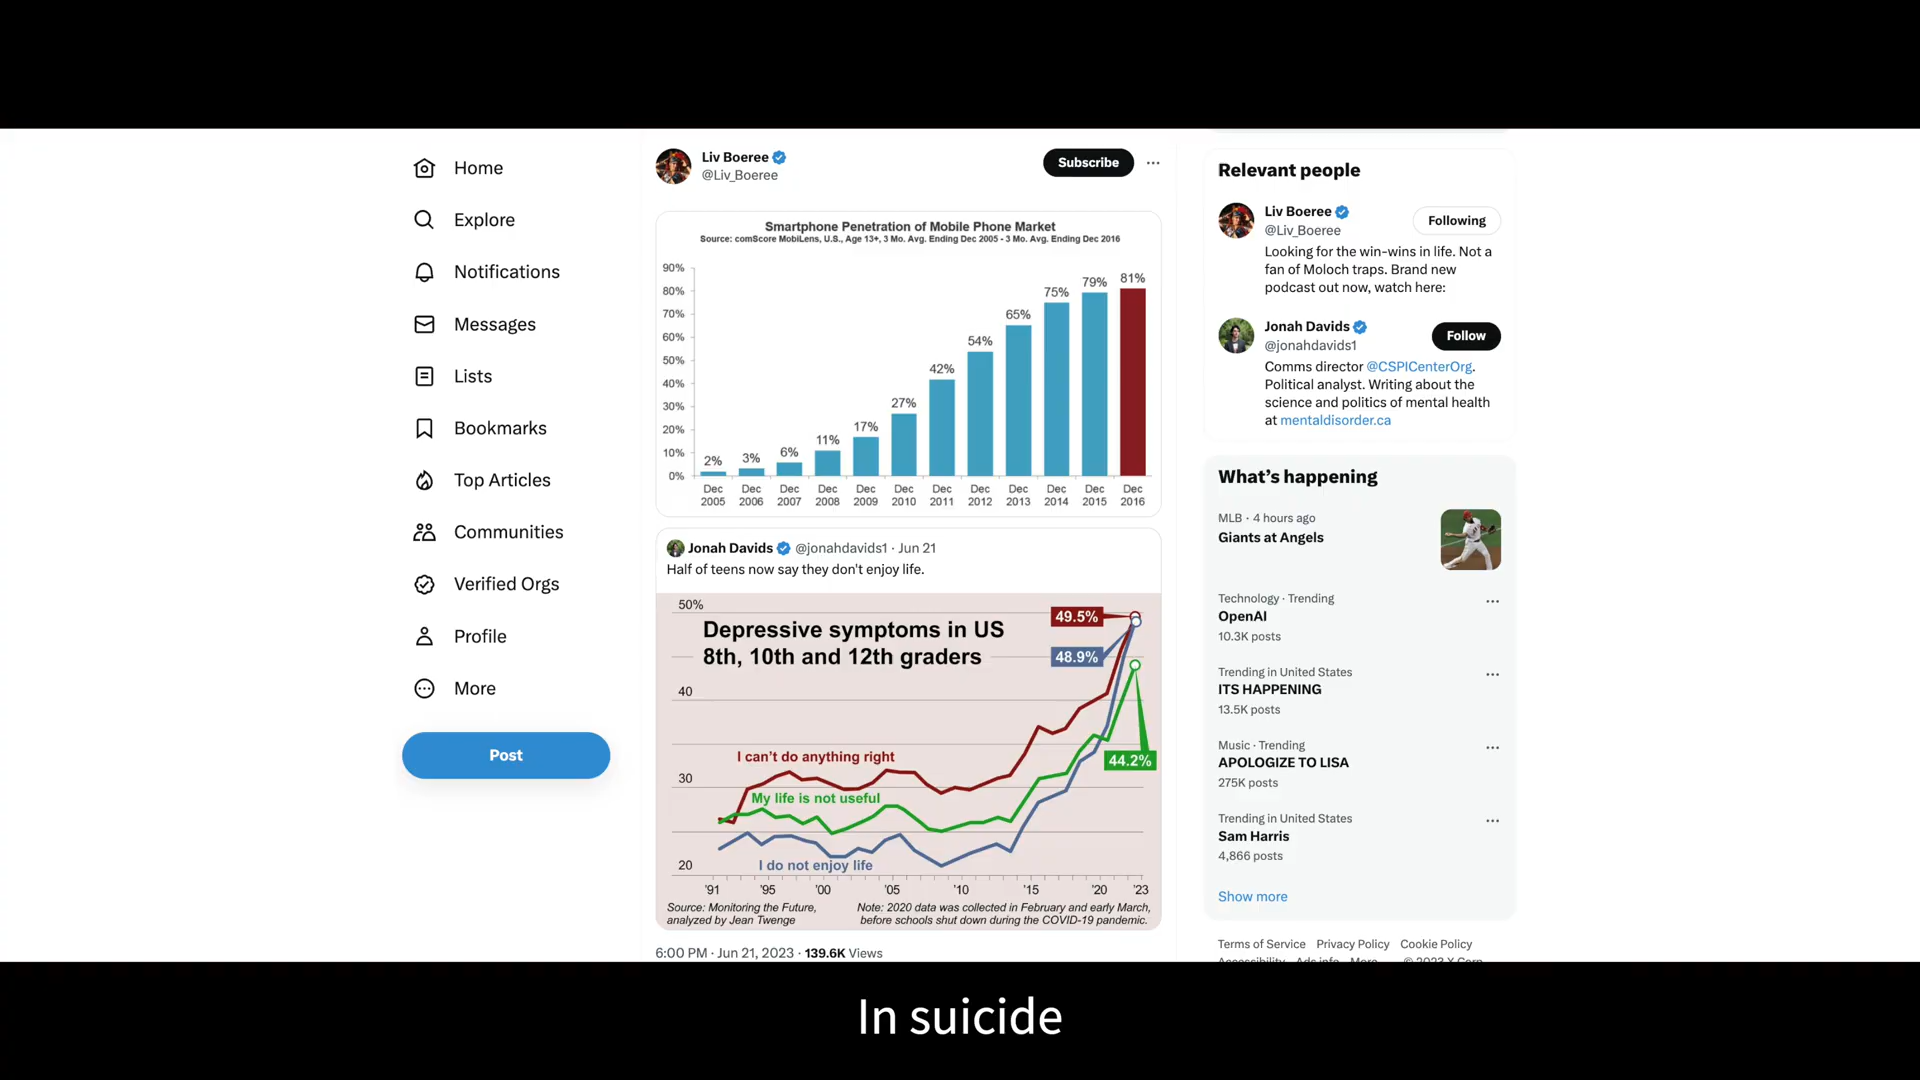 Home
Explore
Notifications
Messages
Lists
Bookmarks
Top Articles
Communities
Verified Orgs
Profile
More
Post
Liv Boeree
@Liv_Boeree
Subscribe
Smartphone Penetration of Mobile Phone Market
Source: comScore MobiLens, U.S., Age 13+, 3 Mo. Avg. Ending Dec 2005 - 3 Mo. Avg. Ending Dec 2016
90%
80%
70%
60%
50%
40%
30%
20%
10%
0%
2% 3% 6% 11% 17% 27% 42% 54% 65% 75% 79% 81%
Dec Dec Dec Dec Dec Dec Dec Dec Dec Dec Dec Dec
2005 2006 2007 2008 2009 2010 2011 2012 2013 2014 2015 2016
Jonah Davids @jonahdavids1 · Jun 21
Half of teens now say they don't enjoy life.
50%
Depressive symptoms in US
8th, 10th and 12th graders
49.5%
48.9%
40
I can't do anything right
44.2%
30
My life is not useful
20
I do not enjoy life
'91 '95 '00 '05 '10 '15 '20 '23
Source: Monitoring the Future,
analyzed by Jean Twenge
Note: 2020 data was collected in February and early March,
before schools shut down during the COVID-19 pandemic.
6:00 PM · Jun 21, 2023 · 139.6K Views
Relevant people
Liv Boeree
@Liv_Boeree
Following
Looking for the win-wins in life. Not a
fan of Moloch traps. Brand new
podcast out now, watch here:
Jonah Davids
@jonahdavids1
Follow
Comms director @CSPICenterOrg.
Political analyst. Writing about the
science and politics of mental health
at mentaldisorder.ca
What's happening
MLB · 4 hours ago
Giants at Angels
Technology · Trending
OpenAI
10.3K posts
Trending in United States
ITS HAPPENING
13.5K posts
Music · Trending
APOLOGIZE TO LISA
275K posts
Trending in United States
Sam Harris
4,866 posts
Show more
Terms of Service Privacy Policy Cookie Policy
Accessibility Ads info More © 2023 X Corp.
In suicide